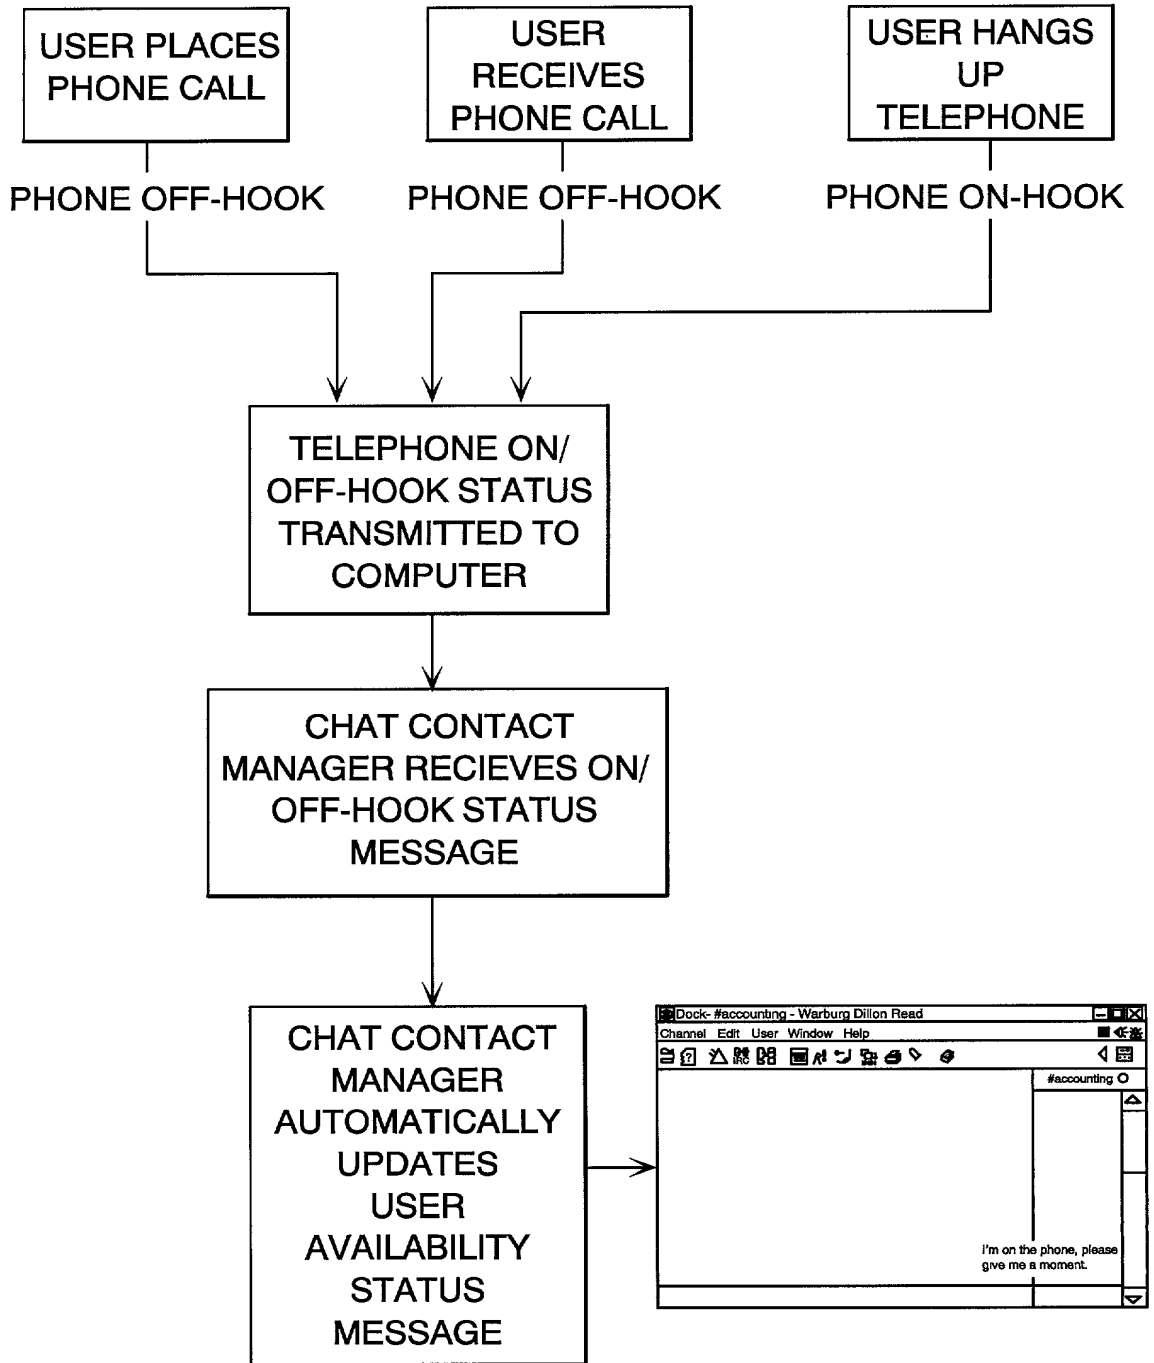 USER PLACES
PHONE CALL
USER
RECEIVES
PHONE CALL
USER HANGS
UP
TELEPHONE
PHONE OFF-HOOK
PHONE OFF-HOOK
PHONE ON-HOOK
TELEPHONE ON/
OFF-HOOK STATUS
TRANSMITTED TO
COMPUTER
CHAT CONTACT
MANAGER RECIEVES ON/
OFF-HOOK STATUS
MESSAGE
CHAT CONTACT
MANAGER
AUTOMATICALLY
UPDATES
USER
AVAILABILITY
STATUS
MESSAGE
Dock- #accounting - Warburg Dillon Read
Channel Edit User Window Help
IRC
#accounting
I'm on the phone, please
give me a moment.